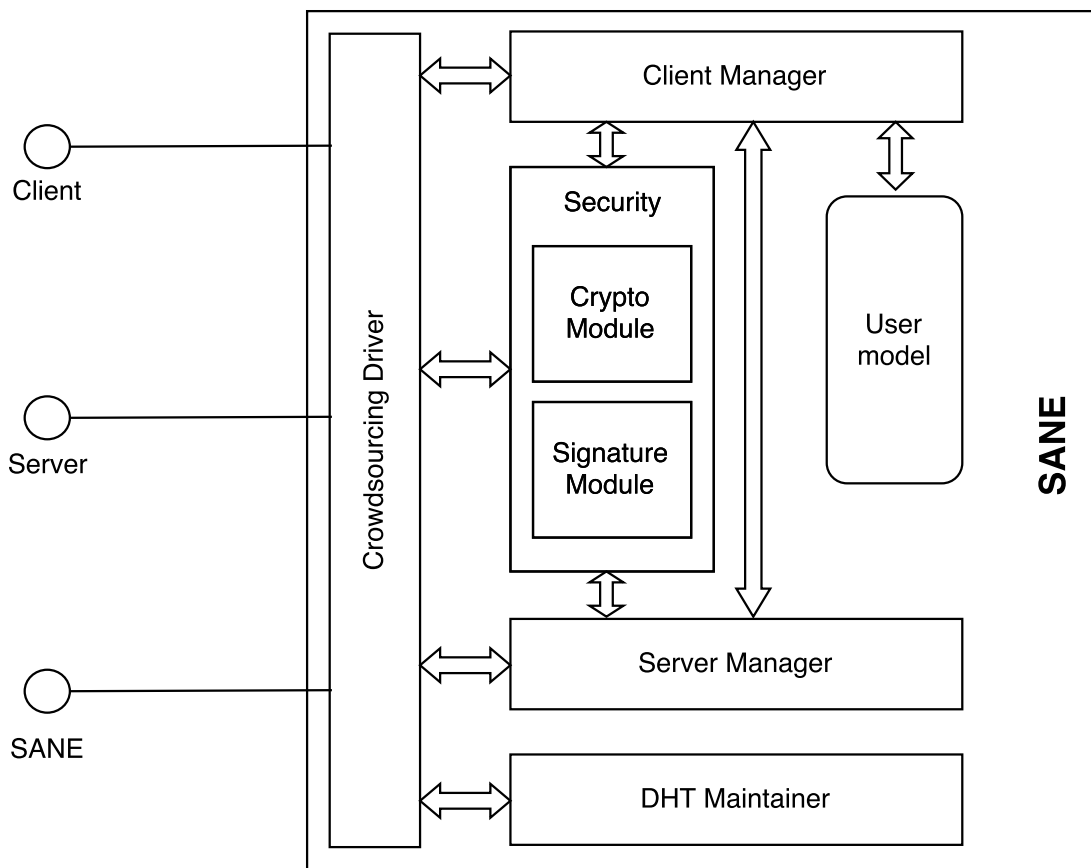 Client Manager
Client
Security
Crypto
Module
User
model
Signature
Module
Server
Crowdsourcing Driver
SANE
Server Manager
SANE
DHT Maintainer